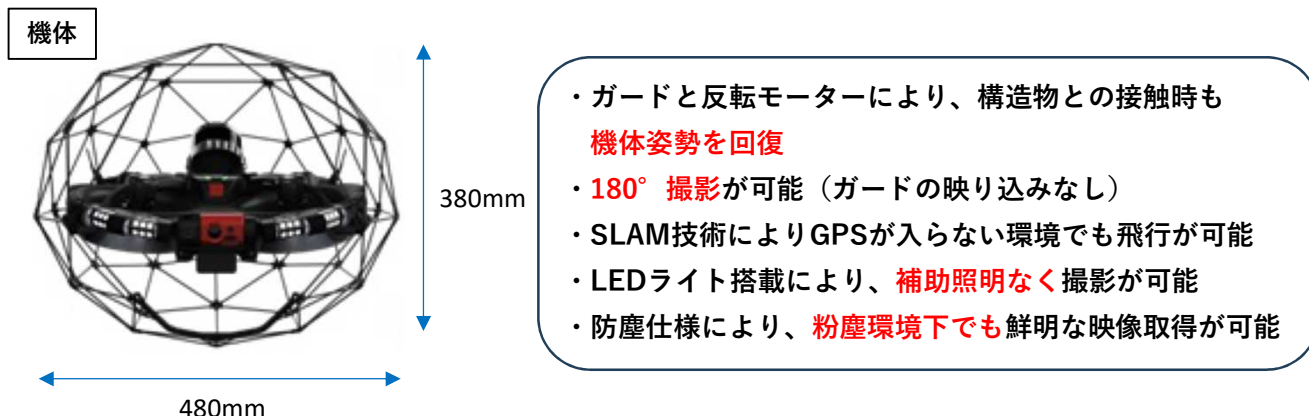 機体
380mm
480mm
・ガードと反転モーターにより、構造物との接触時も
機体姿勢を回復
・180°撮影が可能（ガードの映り込みなし）
・SLAM技術によりGPSが入らない環境でも飛行が可能
・LEDライト搭載により、補助照明なく撮影が可能
・防塵仕様により、粉塵環境下でも鮮明な映像取得が可能